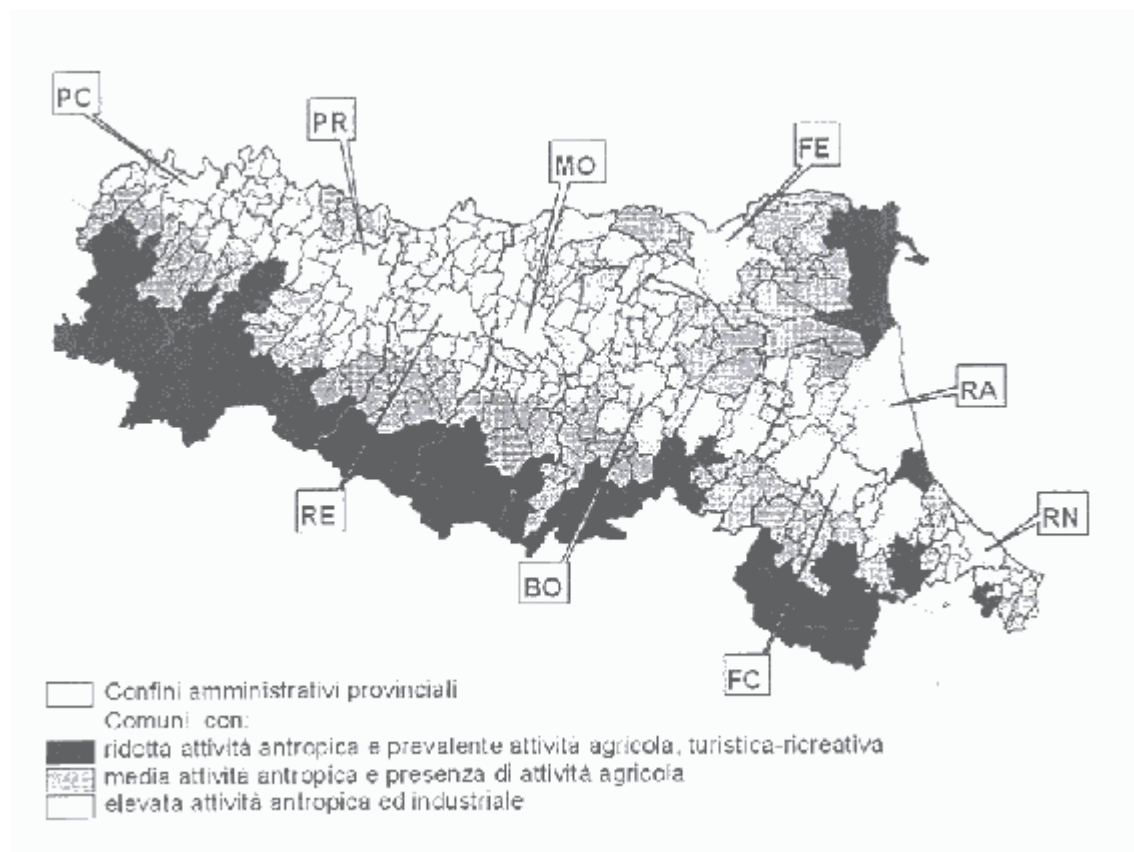 PC
PR
MO
FE
RA
RE
RN
BO
FC
Confini amministrativi provinciali
Comuni con:
ridotta attività antropica e prevalente attività agricola, turistica-ricreativa
media attività antropica e presenza di attività agricola
elevata attività antropica ed industriale